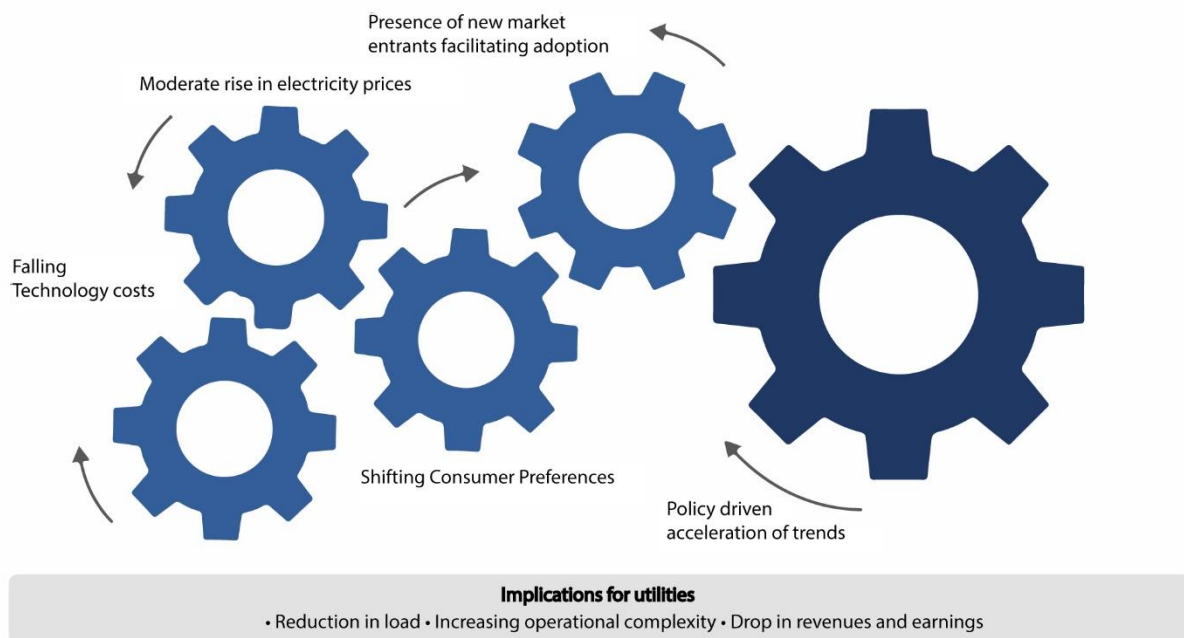 Presence of new market
entrants facilitating adoption
Moderate rise in electricity prices
Falling
Technology costs
Shifting Consumer Preferences
Policy driven
acceleration of trends
Implications for utilities
• Reduction in load • Increasing operational complexity • Drop in revenues and earnings